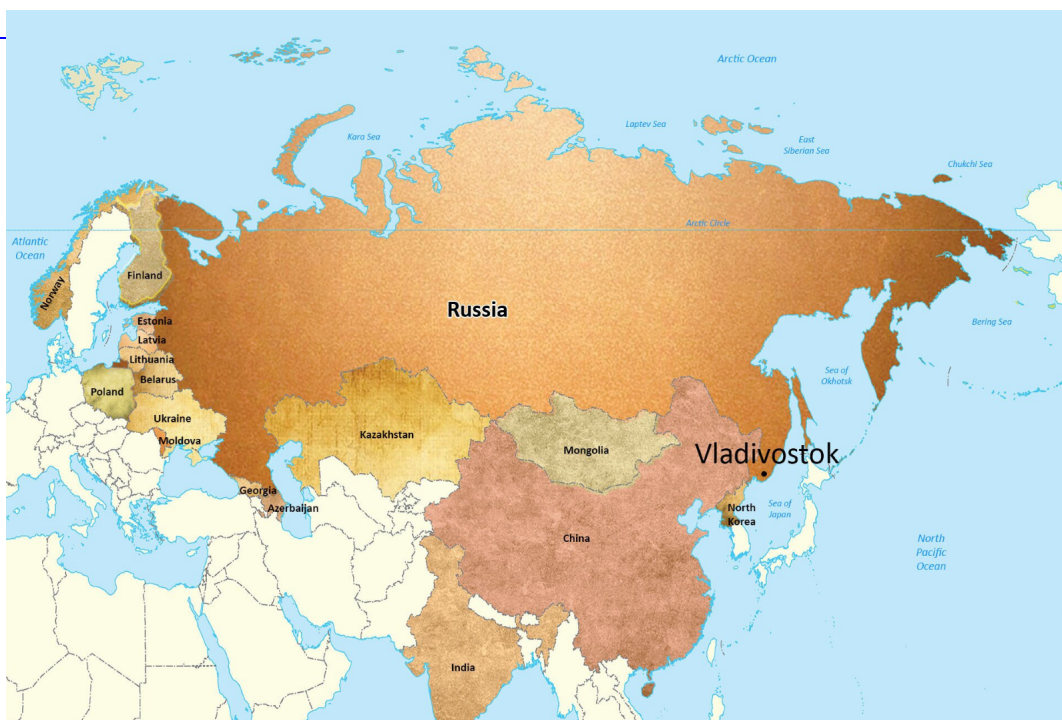 Arctic Ocean
Kara Sea
Laptev Sea
East
Siberian Sea
Chukchi Sea
Arctic Circle
Atlantic
Ocean
Norway
Finland
Russia
Bering Sea
Estonia
Latvia
Lithuania
Belarus
Poland
Sea of
Okhotsk
Ukraine
Moldova
Kazakhstan
Mongolia
Vladivostok
Georgia
Azerbaijan
North
Korea
Sea of
Japan
China
North
Pacific
Ocean
India